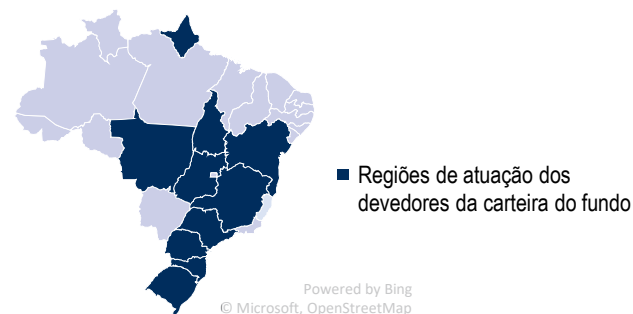 Regiões de atuação dos
devedores da carteira do fundo
Powered by Bing
© Microsoft, OpenStreetMap